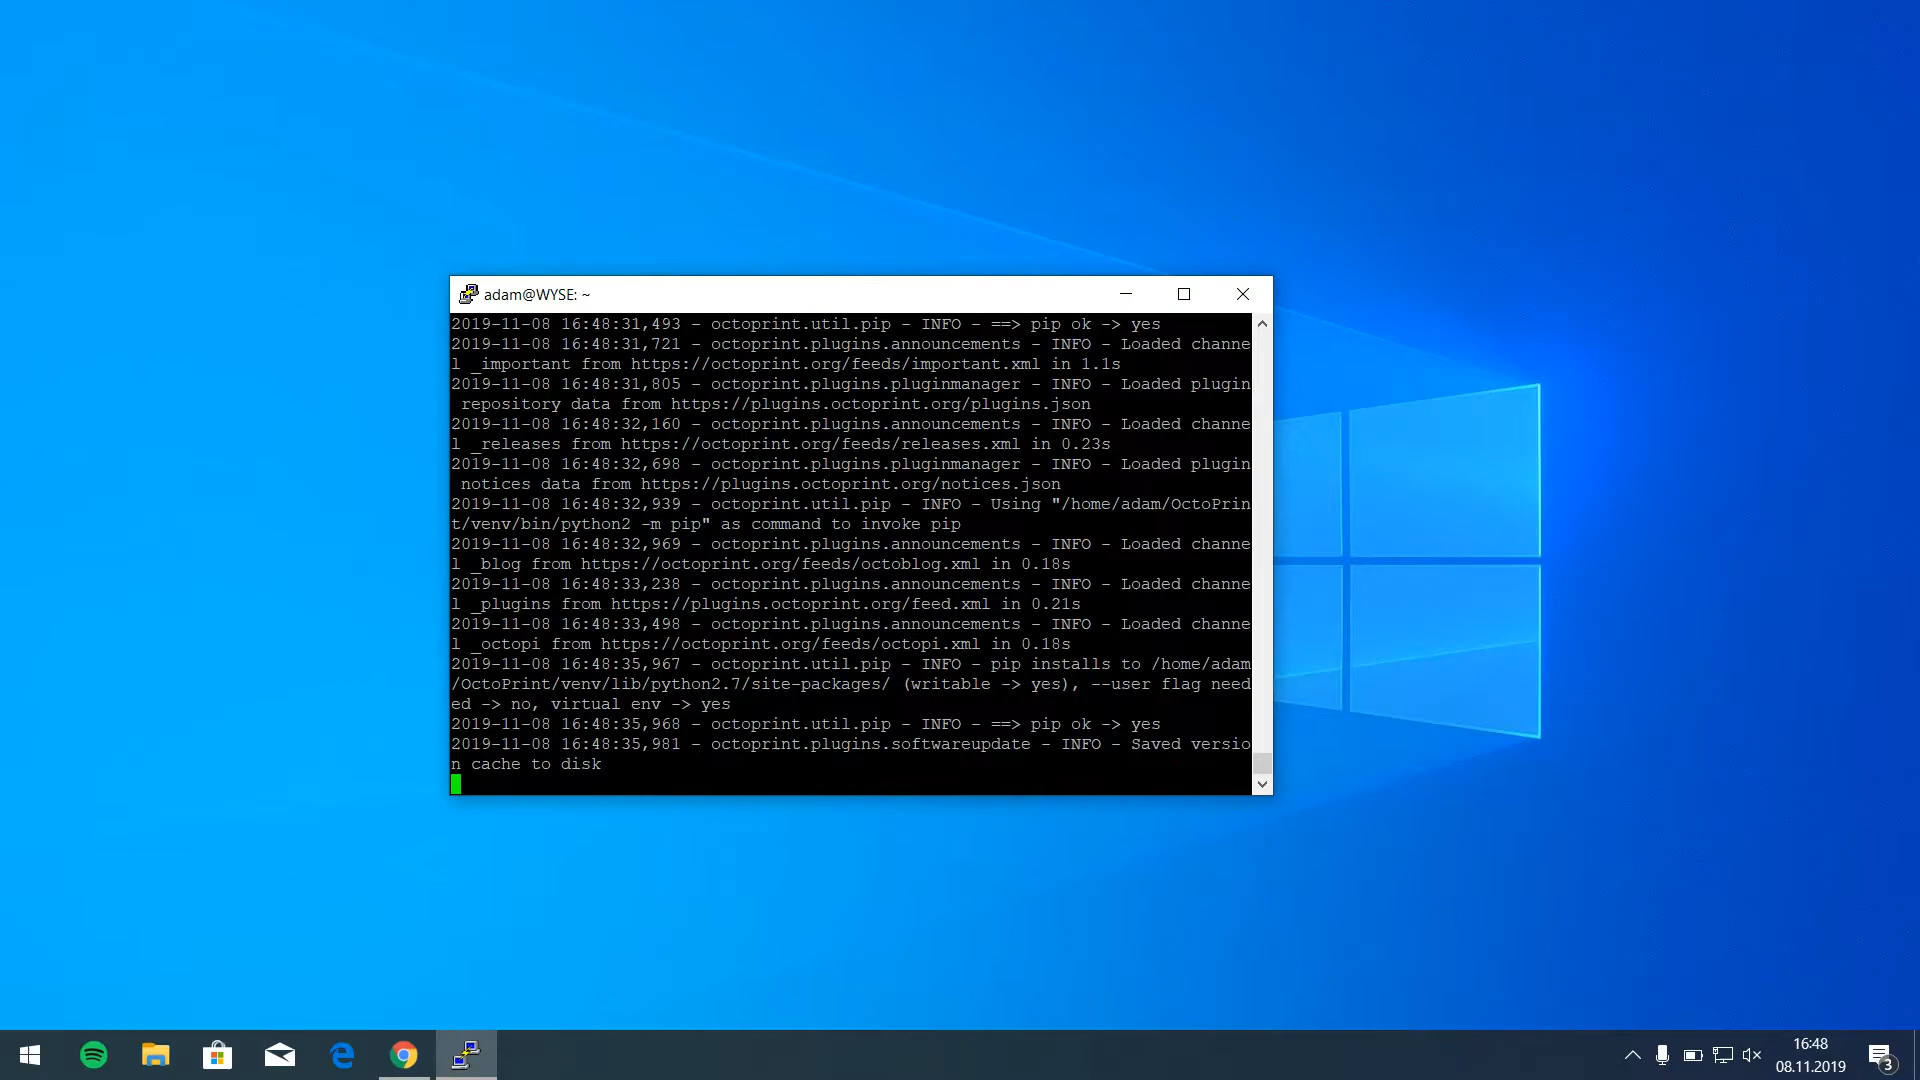 adam@WYSE: ~
2019-11-08 16:48:31,493 - octoprint.util.pip - INFO - ==> pip ok -> yes
2019-11-08 16:48:31,721 - octoprint.plugins.announcements - INFO - Loaded channe
l _important from https://octoprint.org/feeds/important.xml in 1.1s
2019-11-08 16:48:31,805 - octoprint.plugins.pluginmanager - INFO - Loaded plugin
 repository data from https://plugins.octoprint.org/plugins.json
2019-11-08 16:48:32,160 - octoprint.plugins.announcements - INFO - Loaded channe
l _releases from https://octoprint.org/feeds/releases.xml in 0.23s
2019-11-08 16:48:32,698 - octoprint.plugins.pluginmanager - INFO - Loaded plugin
 notices data from https://plugins.octoprint.org/notices.json
2019-11-08 16:48:32,939 - octoprint.util.pip - INFO - Using "/home/adam/OctoPrin
t/venv/bin/python2 -m pip" as command to invoke pip
2019-11-08 16:48:32,969 - octoprint.plugins.announcements - INFO - Loaded channe
l _blog from https://octoprint.org/feeds/octoblog.xml in 0.18s
2019-11-08 16:48:33,238 - octoprint.plugins.announcements - INFO - Loaded channe
l _plugins from https://plugins.octoprint.org/feed.xml in 0.21s
2019-11-08 16:48:33,498 - octoprint.plugins.announcements - INFO - Loaded channe
l _octopi from https://octoprint.org/feeds/octopi.xml in 0.18s
2019-11-08 16:48:35,967 - octoprint.util.pip - INFO - pip installs to /home/adam
/OctoPrint/venv/lib/python2.7/site-packages/ (writable -> yes), --user flag need
ed -> no, virtual env -> yes
2019-11-08 16:48:35,968 - octoprint.util.pip - INFO - ==> pip ok -> yes
2019-11-08 16:48:35,981 - octoprint.plugins.softwareupdate - INFO - Saved versio
n cache to disk
16:48
08.11.2019
3